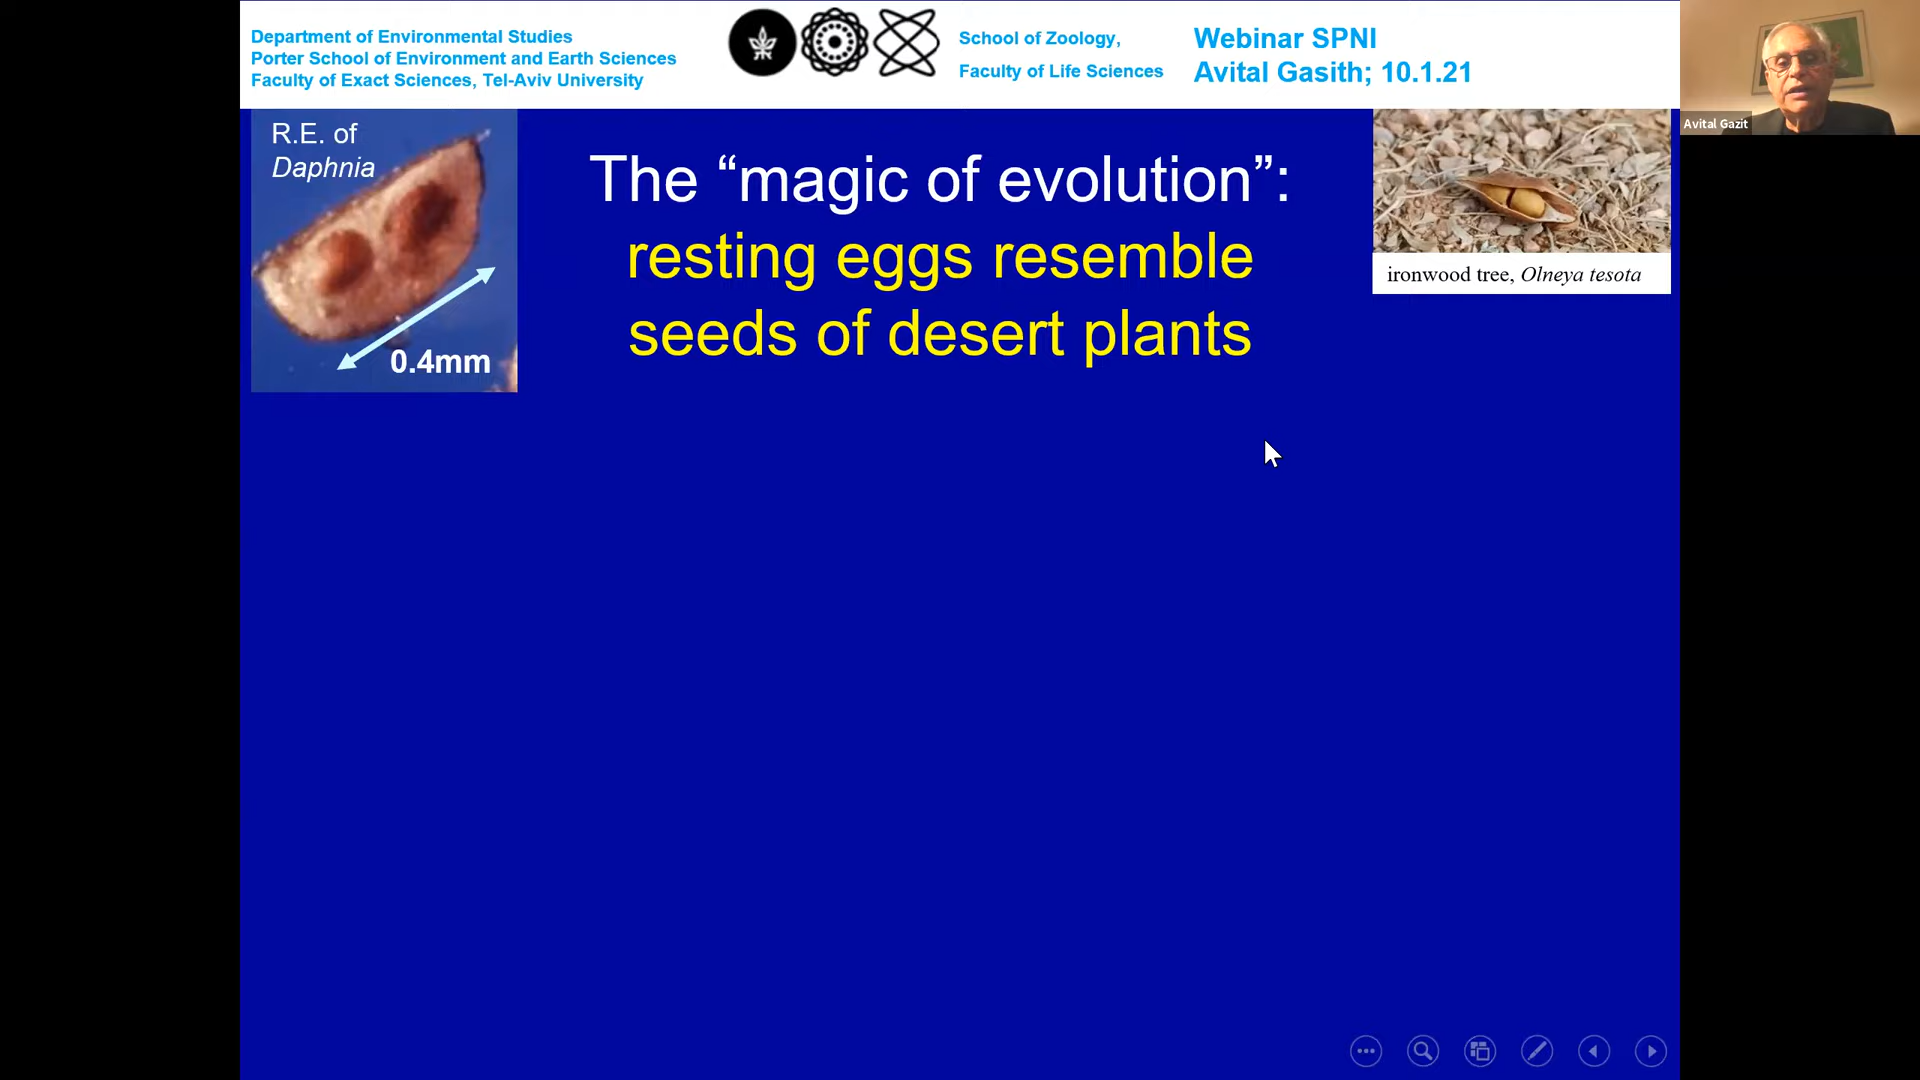 Department of Environmental Studies
Porter School of Environment and Earth Sciences
Faculty of Exact Sciences, Tel-Aviv University
School of Zoology,
Faculty of Life Sciences
Webinar SPNI
Avital Gasith; 10.1.21
Avital Gazit
R.E. of
Daphnia
0.4mm
The “magic of evolution”:
resting eggs resemble
seeds of desert plants
ironwood tree, Olneya tesota